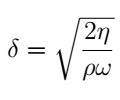 δ = √(2η / ρω)